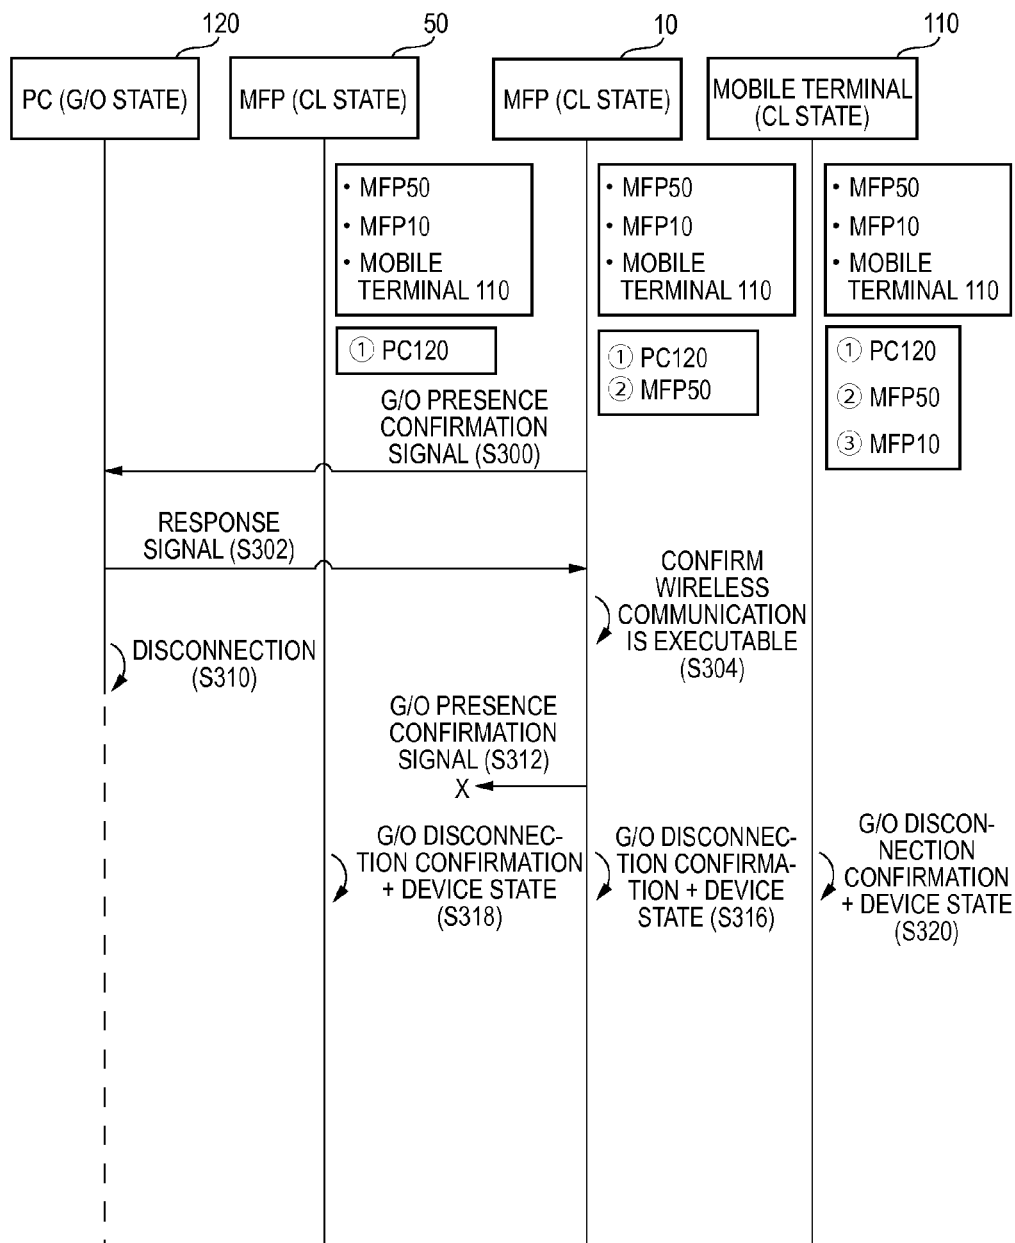 120
50
10
110
PC (G/O STATE)
MFP (CL STATE)
MFP (CL STATE)
MOBILE TERMINAL
(CL STATE)
• MFP50
• MFP10
• MOBILE
TERMINAL 110
• MFP50
• MFP10
• MOBILE
TERMINAL 110
• MFP50
• MFP10
• MOBILE
TERMINAL 110
① PC120
① PC120
② MFP50
① PC120
② MFP50
③ MFP10
G/O PRESENCE
CONFIRMATION
SIGNAL (S300)
RESPONSE
SIGNAL (S302)
CONFIRM
WIRELESS
COMMUNICATION
IS EXECUTABLE
(S304)
DISCONNECTION
(S310)
G/O PRESENCE
CONFIRMATION
SIGNAL (S312)
X
G/O DISCONNEC-
TION CONFIRMATION
+ DEVICE STATE
(S318)
G/O DISCONNEC-
TION CONFIRMA-
TION + DEVICE
STATE (S316)
G/O DISCON-
NECTION
CONFIRMATION
+ DEVICE STATE
(S320)